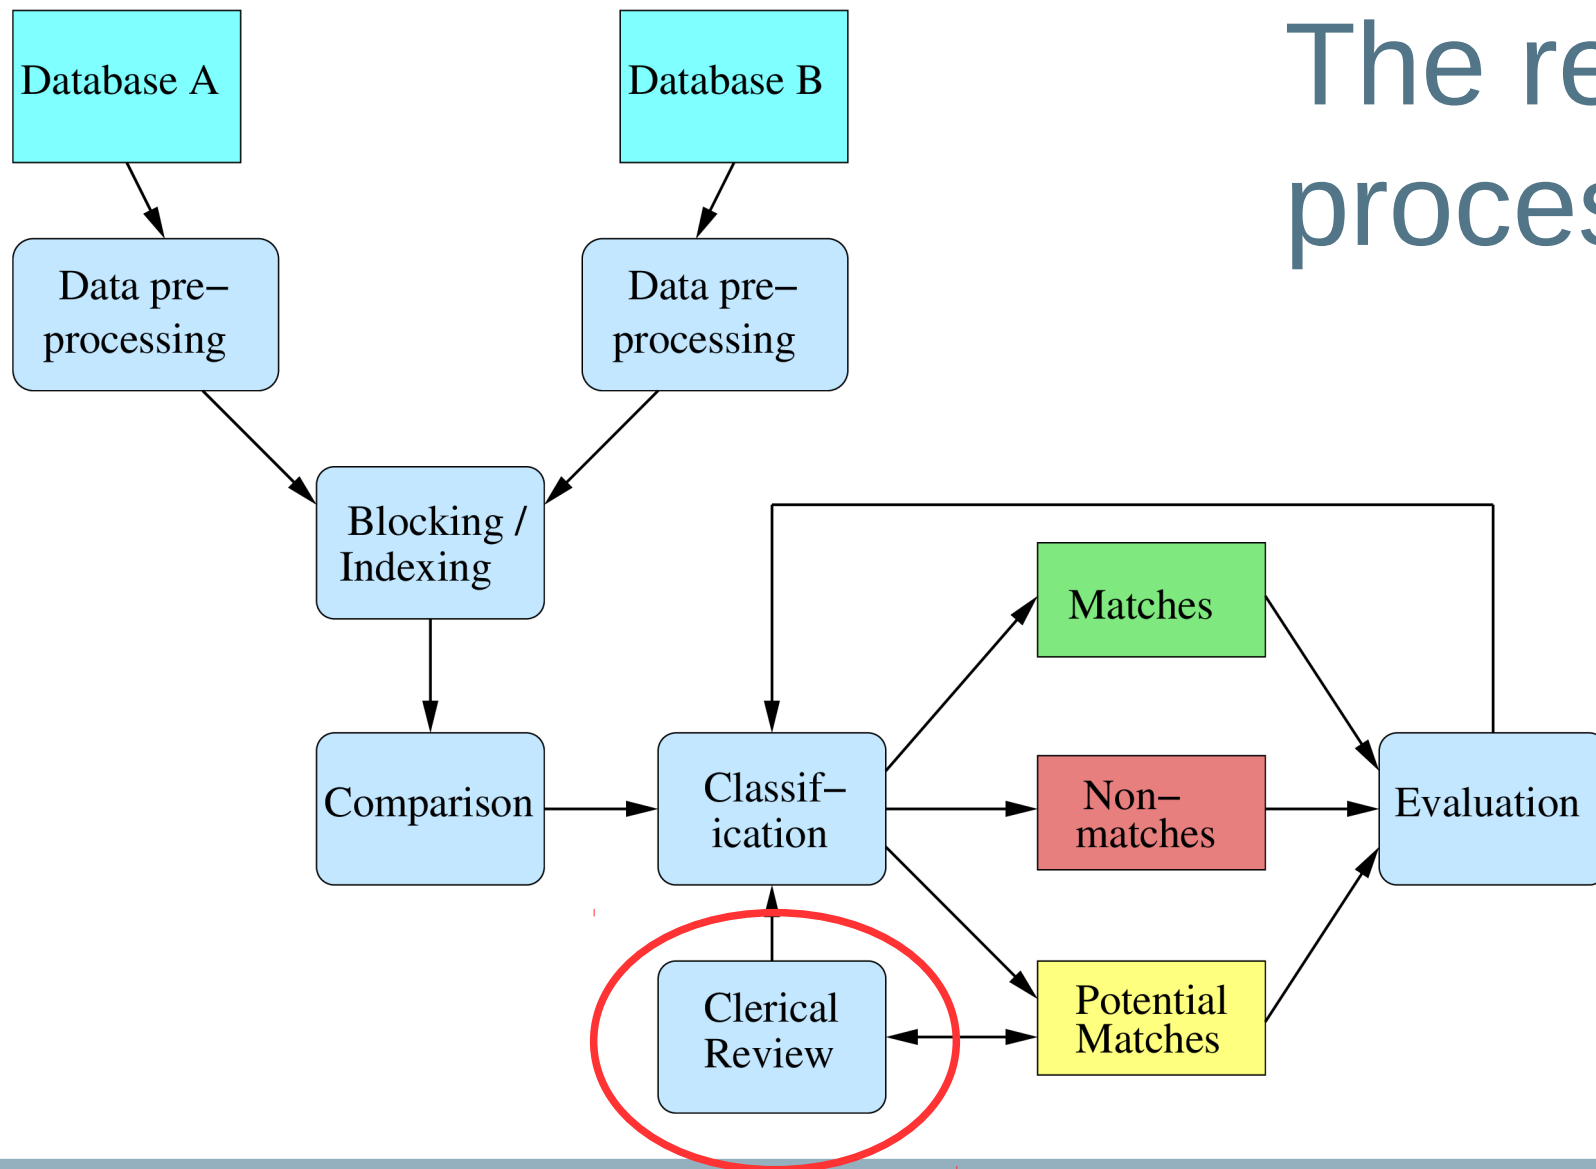 The re
proces
Database A
Database B
Data pre–
processing
Data pre–
processing
Blocking /
Indexing
Matches
Comparison
Classif–
ication
Non–
matches
Evaluation
Clerical
Review
Potential
Matches